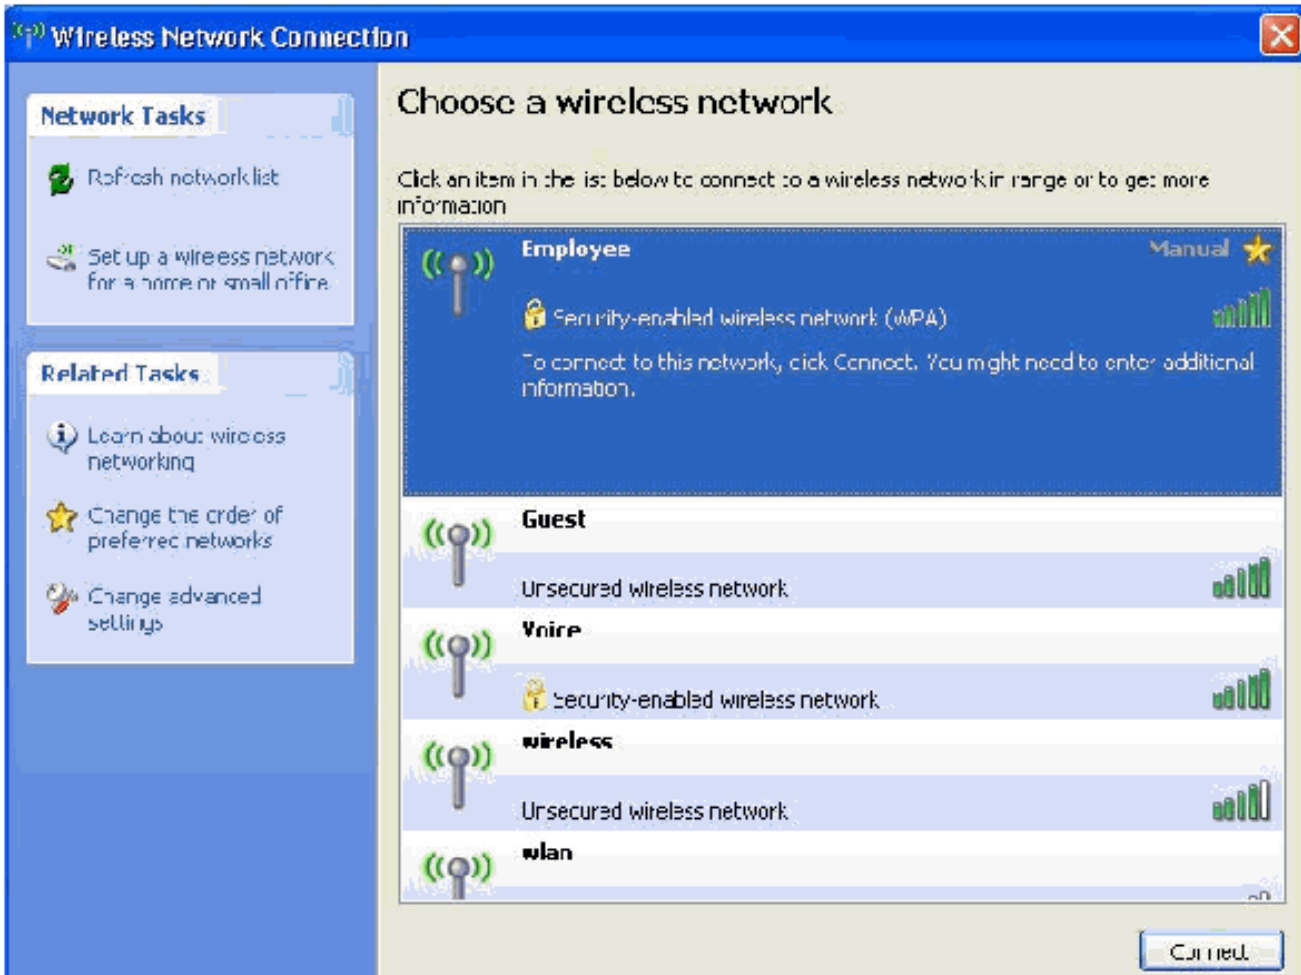 Wireless Network Connection
Network Tasks
Refresh network list
Set up a wireless network
for a home or small office
Related Tasks
Learn about wireless
networking
Change the order of
preferred networks
Change advanced
settings
Choose a wireless network
Click an item in the list below to connect to a wireless network in range or to get more
information
Employee
Manual
Security-enabled wireless network (WPA)
To connect to this network, click Connect. You might need to enter additional
information.
Guest
Unsecured wireless network
Voice
Security-enabled wireless network
wireless
Unsecured wireless network
wlan
Connect